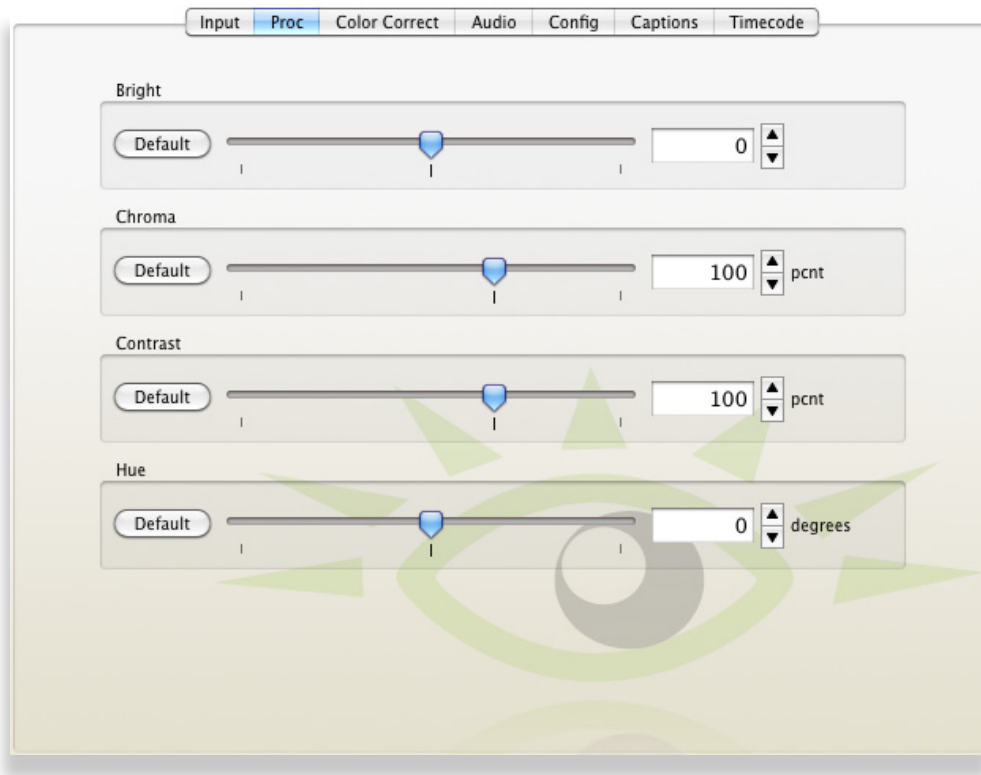 Input Proc Color Correct Audio Config Captions Timecode
Bright
Default 0
Chroma
Default 100 pcnt
Contrast
Default 100 pcnt
Hue
Default 0 degrees